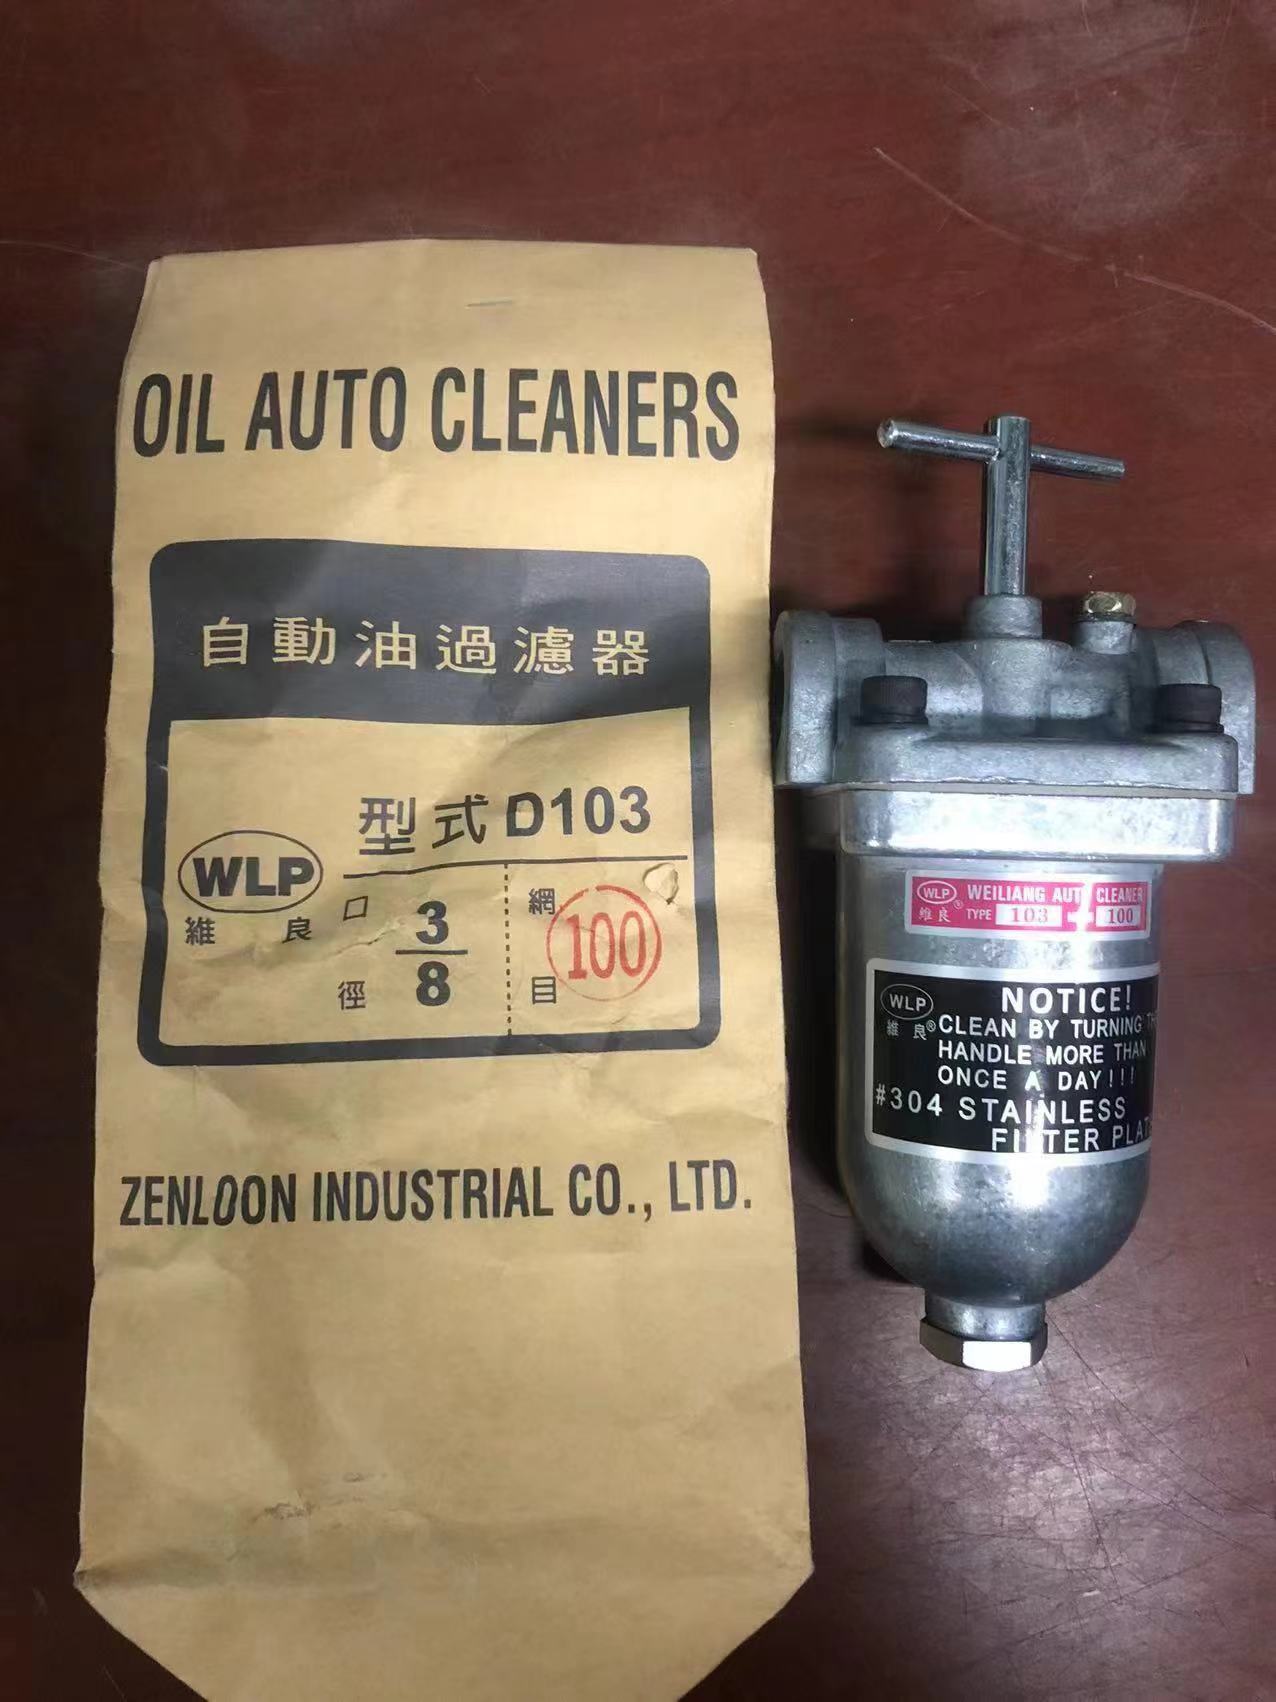 OIL AUTO CLEANERS
自動油過濾器
型式 D103
WLP
維良
口徑 3/8
網目 100
ZENLOON INDUSTRIAL CO., LTD.
WLP ® WEILIANG AUTO CLEANER
維良 TYPE 103 100
WLP NOTICE!
維良® CLEAN BY TURNING
HANDLE MORE THAN
ONCE A DAY!!!
#304 STAINLESS
FILTER